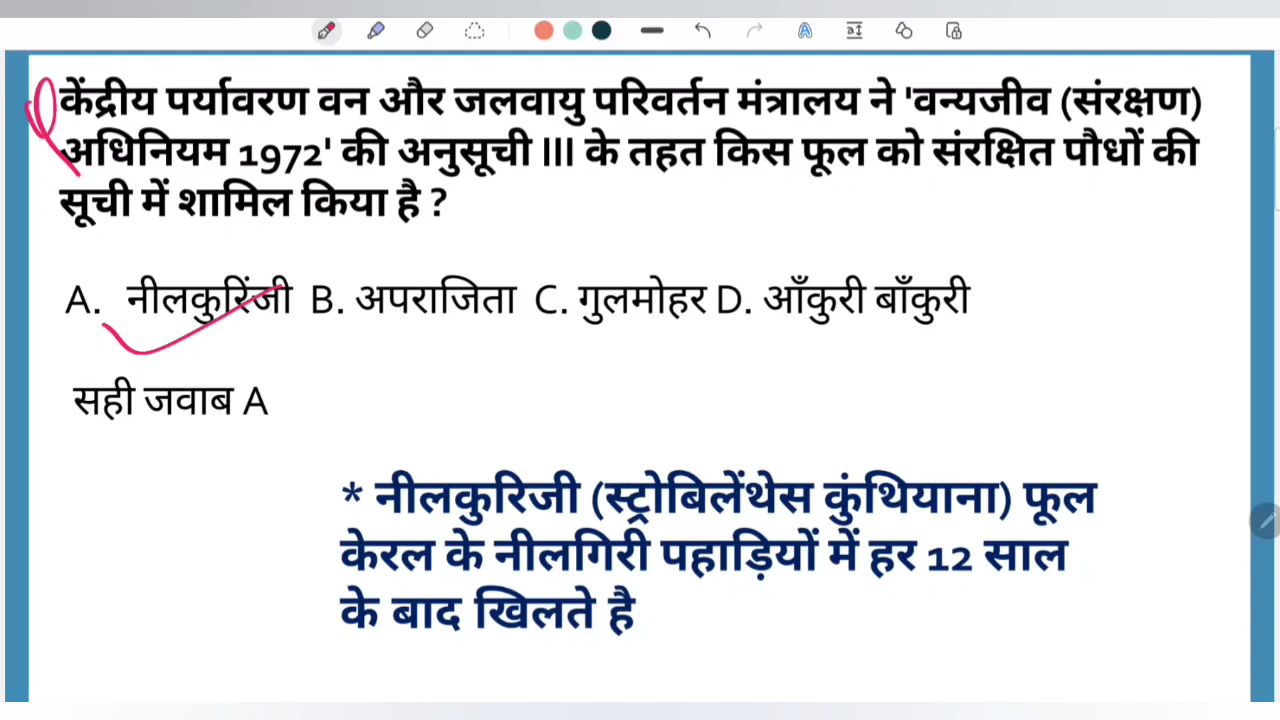 केंद्रीय पर्यावरण वन और जलवायु परिवर्तन मंत्रालय ने 'वन्यजीव (संरक्षण)
अधिनियम 1972' की अनुसूची III के तहत किस फूल को संरक्षित पौधों की
सूची में शामिल किया है ?
A. नीलकुरिंजी B. अपराजिता C. गुलमोहर D. आँकुरी बाँकुरी
सही जवाब A
* नीलकुरिजी (स्ट्रोबिलेंथेस कुंथियाना) फूल
केरल के नीलगिरी पहाड़ियों में हर 12 साल
के बाद खिलते है